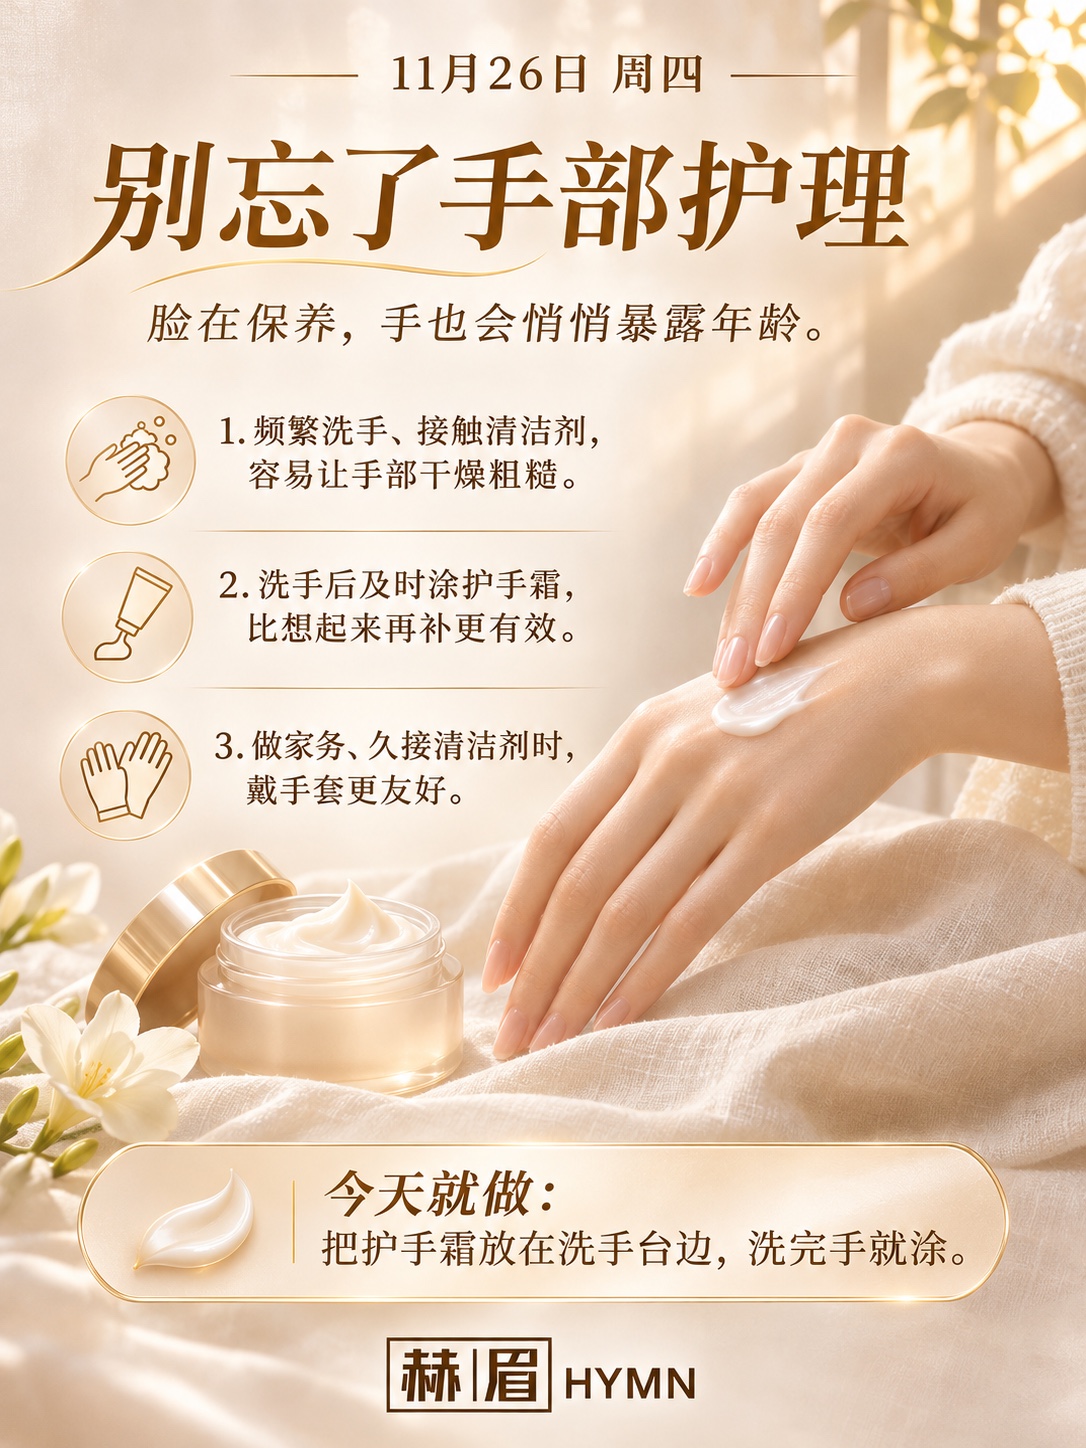 11月26日 周四
别忘了手部护理
脸在保养，手也会悄悄暴露年龄。
1. 频繁洗手、接触清洁剂，
容易让手部干燥粗糙。
2. 洗手后及时涂护手霜，
比想起来再补更有效。
3. 做家务、久接清洁剂时，
戴手套更友好。
今天就做：
把护手霜放在洗手台边，洗完手就涂。
赫|眉 HYMN